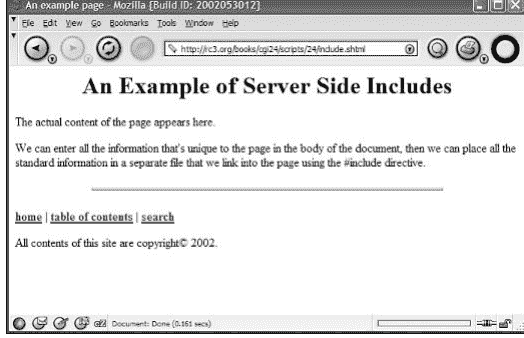 An example page - Mozilla {Build ID: 2002053012}
File Edit View Go Bookmarks Tools Window Help
http://rc3.org/books/cgi24/scripts/24/include.shtml
An Example of Server Side Includes
The actual content of the page appears here.
We can enter all the information that's unique to the page in the body of the document, then we can place all the
standard information in a separate file that we link into the page using the #include directive.
home | table of contents | search
All contents of this site are copyright© 2002.
Document: Done (0.161 secs)